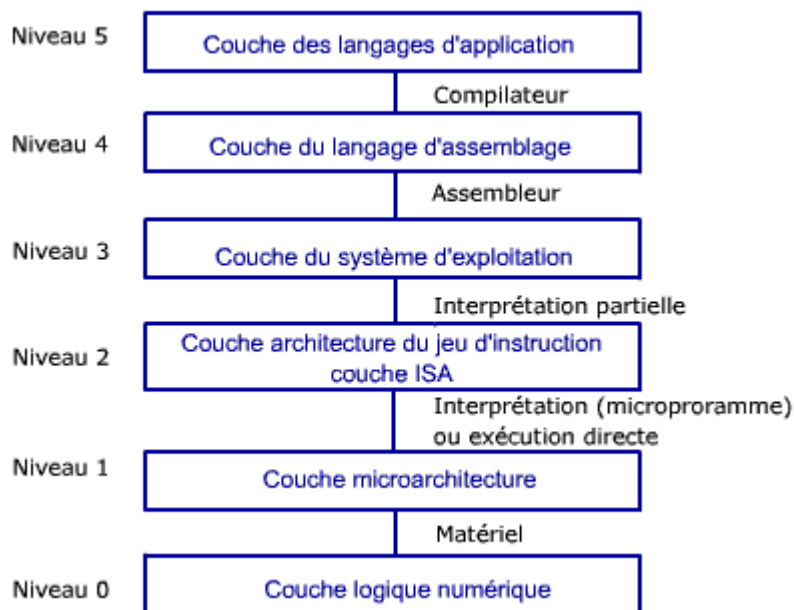 Niveau 5
Couche des langages d'application
Compilateur
Niveau 4
Couche du langage d'assemblage
Assembleur
Niveau 3
Couche du système d'exploitation
Interprétation partielle
Niveau 2
Couche architecture du jeu d'instruction
couche ISA
Interprétation (microproramme)
ou exécution directe
Niveau 1
Couche microarchitecture
Matériel
Niveau 0
Couche logique numérique